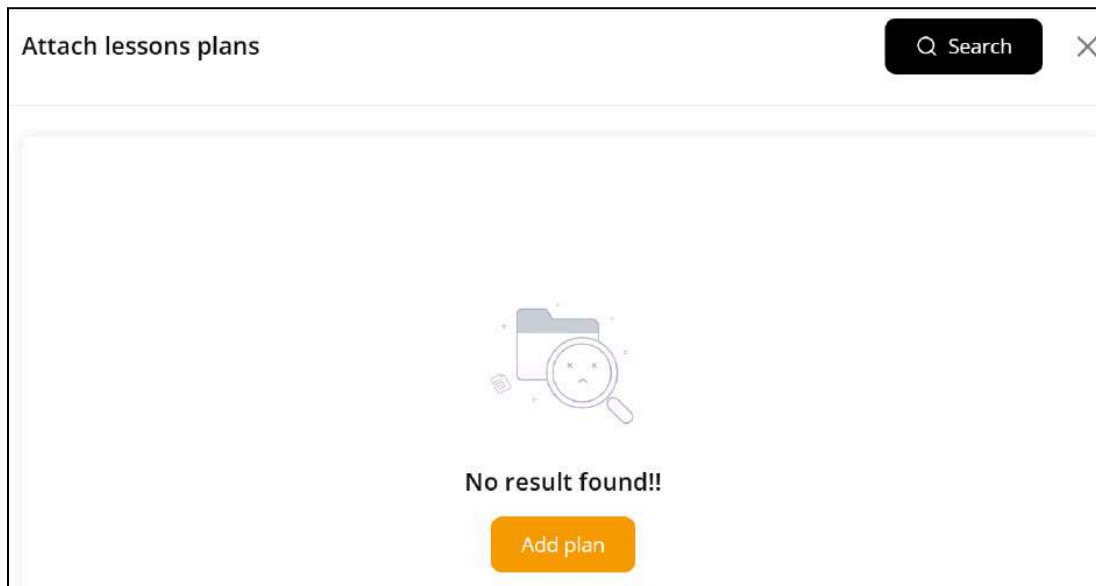 Attach lessons plans
Search
No result found!!
Add plan